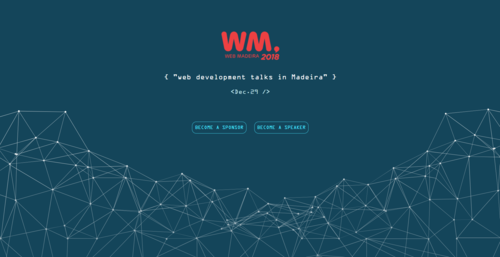 WM.
WEB MADEIRA 2018
{ "web development talks in Madeira" }
<Dec-29 />
BECOME A SPONSOR
BECOME A SPEAKER